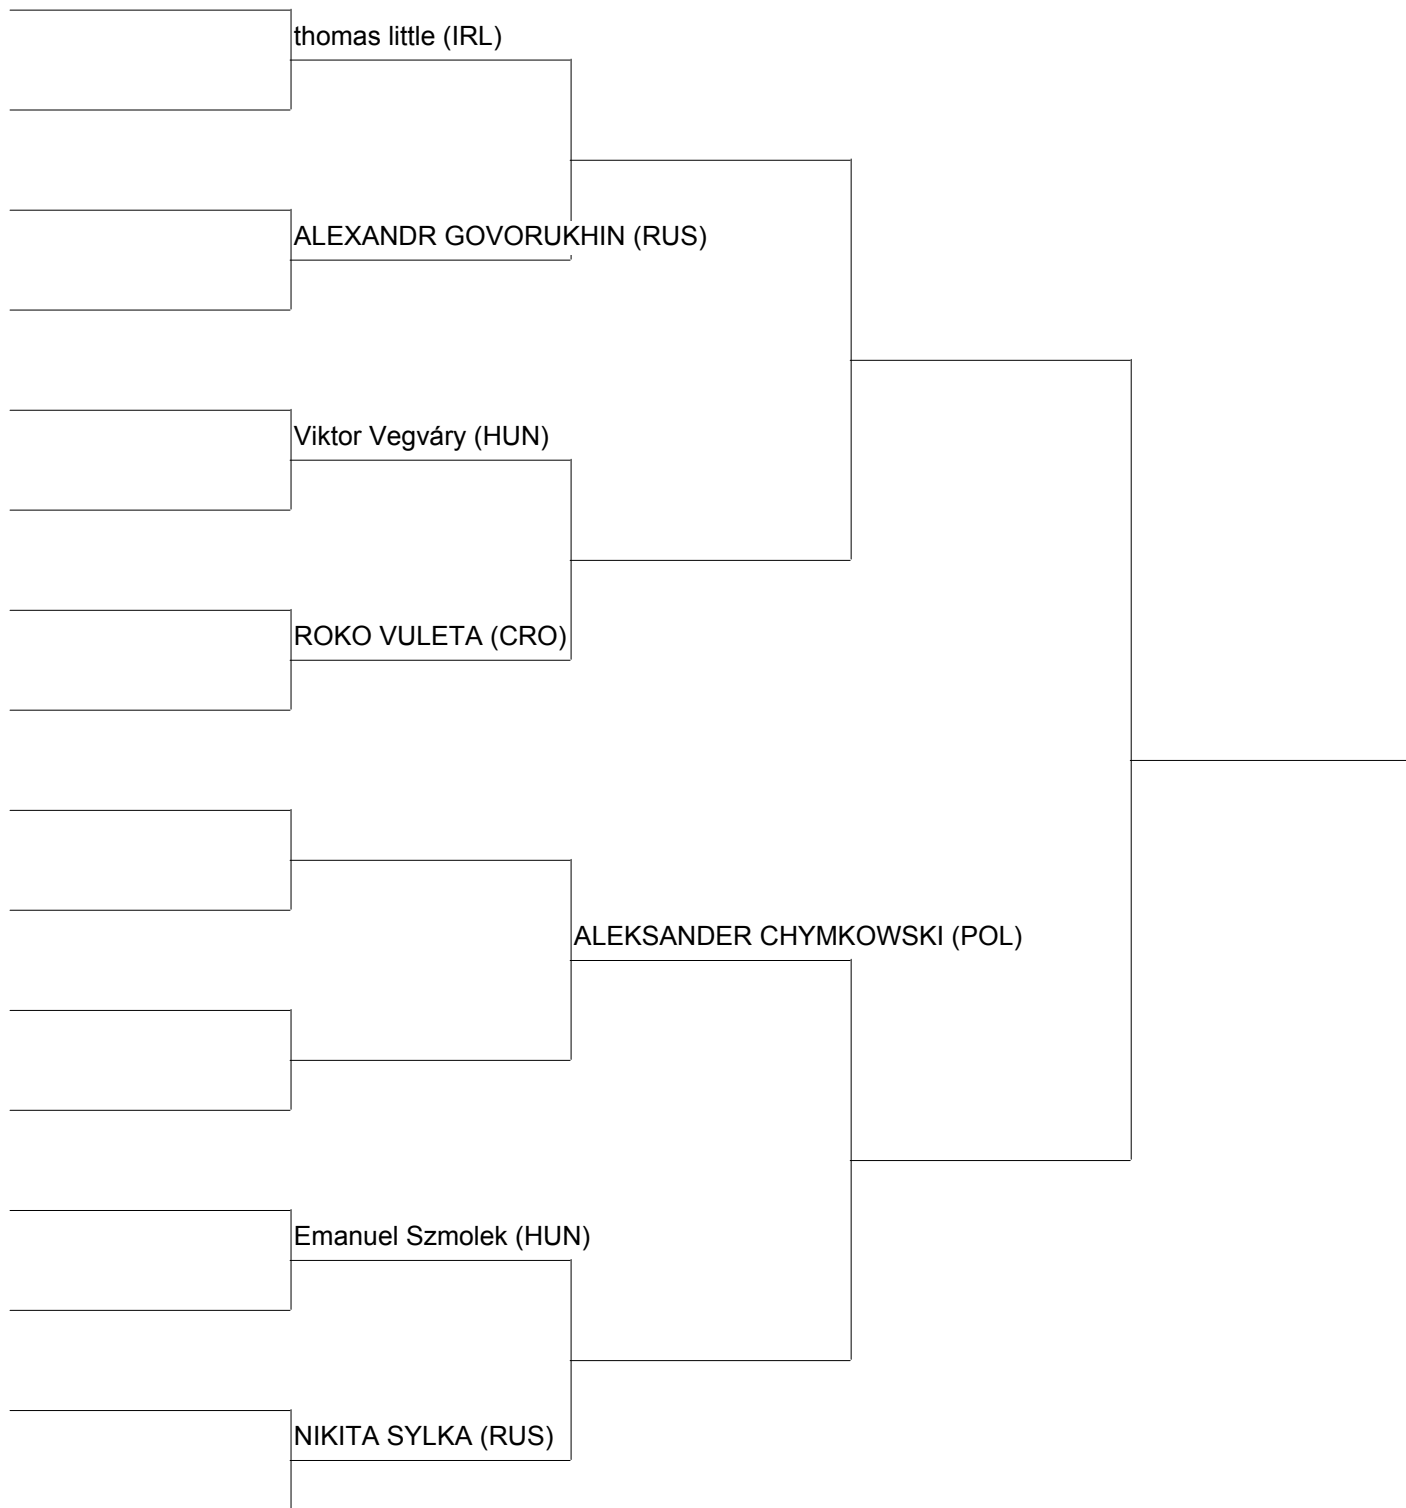 thomas little (IRL)
ALEXANDR GOVORUKHIN (RUS)
Viktor Vegváry (HUN)
ROKO VULETA (CRO)
ALEKSANDER CHYMKOWSKI (POL)
Emanuel Szmolek (HUN)
NIKITA SYLKA (RUS)